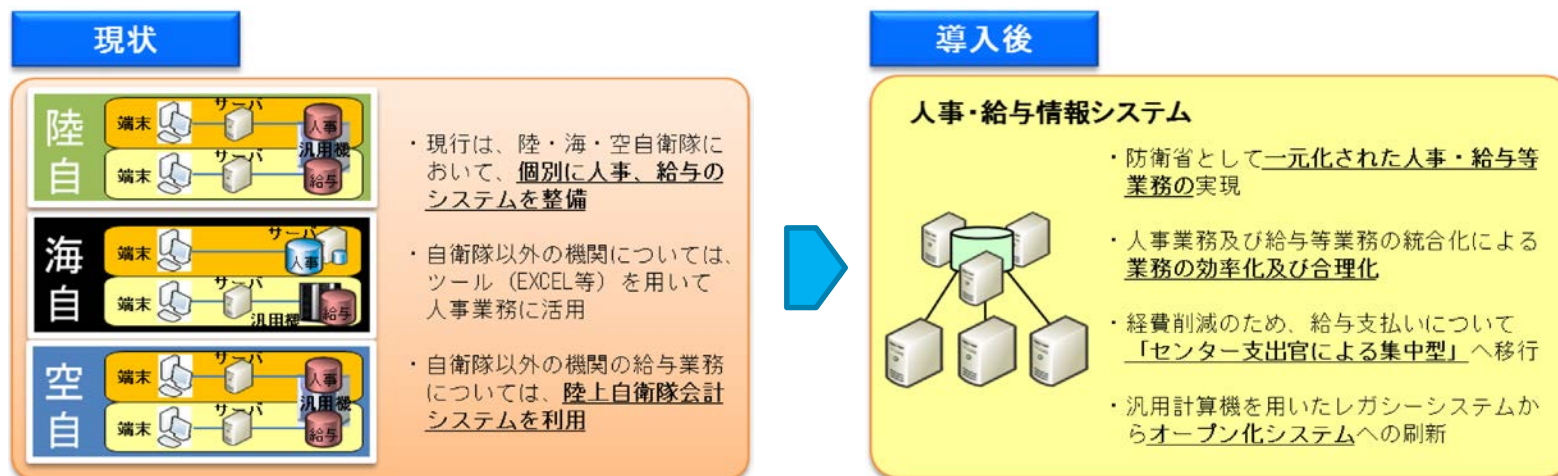 現状
陸自
端末
サーバ
人事
汎用機
端末
サーバ
給与
海自
端末
サーバ
人事
端末
サーバ
汎用機
給与
空自
端末
サーバ
人事
汎用機
端末
サーバ
給与
・現行は、陸・海・空自衛隊に
おいて、個別に人事、給与の
システムを整備
・自衛隊以外の機関については、
ツール（EXCEL等）を用いて
人事業務に活用
・自衛隊以外の機関の給与業務
については、陸上自衛隊会計
システムを利用
導入後
人事・給与情報システム
・防衛省として一元化された人事・給与等
業務の実現
・人事業務及び給与等業務の統合化による
業務の効率化及び合理化
・経費削減のため、給与支払いについて
「センター支出官による集中型」へ移行
・汎用計算機を用いたレガシーシステムか
らオープン化システムへの刷新